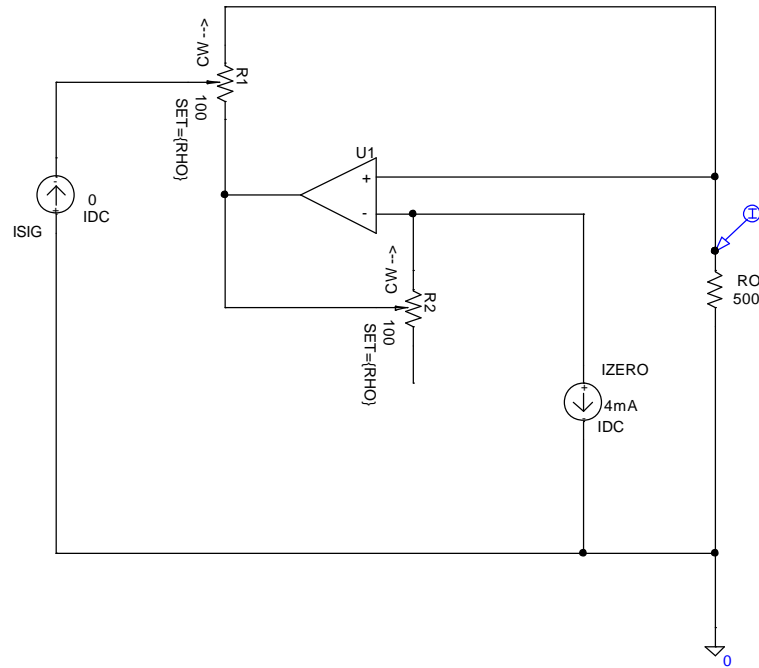 CW -->
R1
100
SET={RHO}
U1
+
-
-
0
IDC
+
ISIG
I
CW -->
R2
100
SET={RHO}
RO
500
IZERO
+
4mA
-
IDC
0